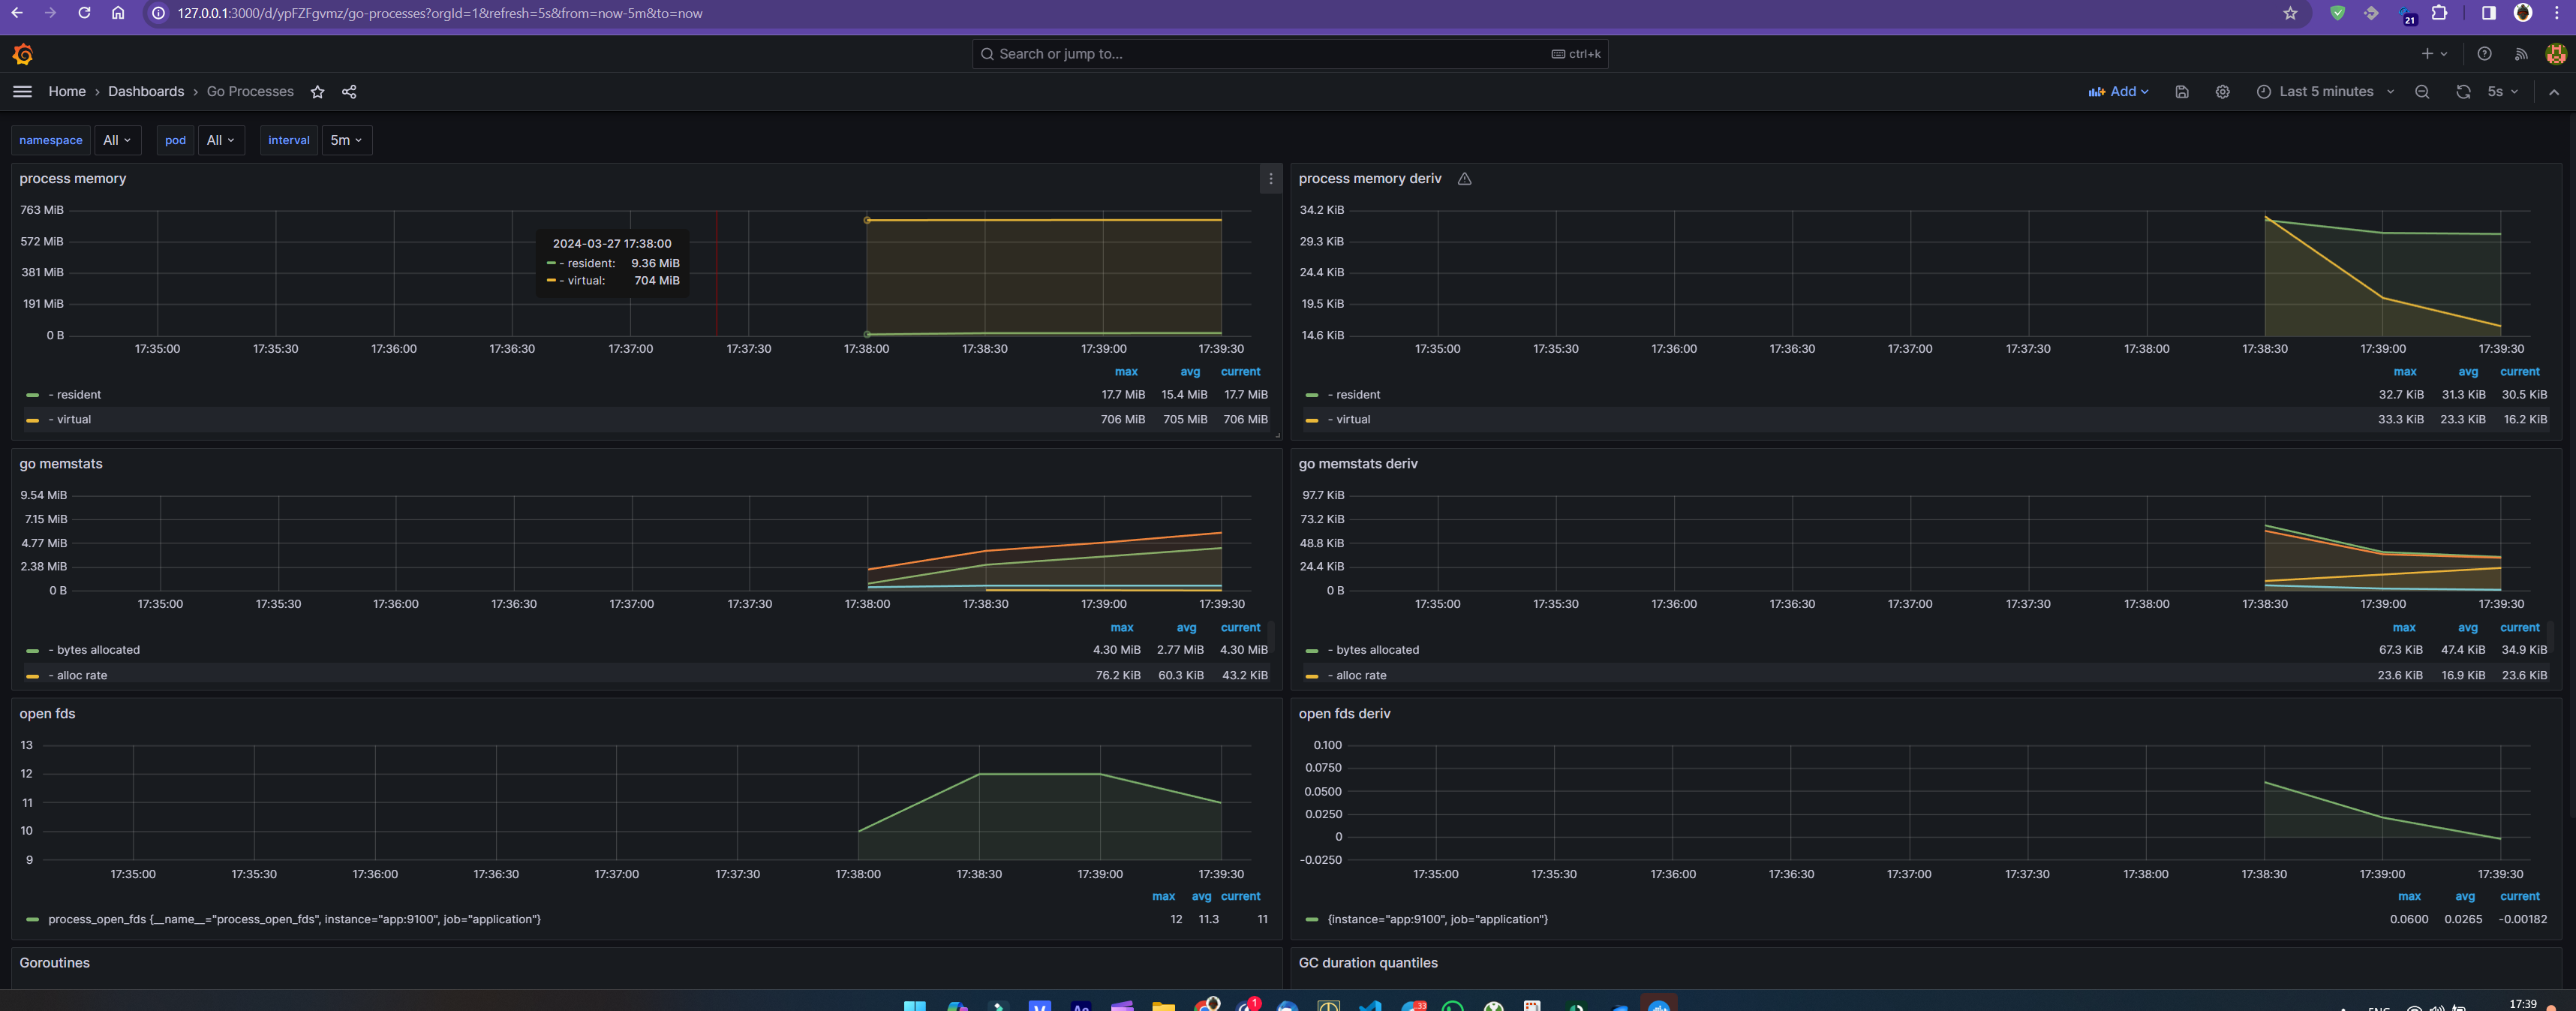 127.0.0.1:3000/d/ypFZFgvmz/go-processes?orgId=1&refresh=5s&from=now-5m&to=now
21
Search or jump to...
ctrl+k
Home › Dashboards › Go Processes
Add
Last 5 minutes
5s
namespace All pod All interval 5m
process memory
763 MiB
572 MiB
381 MiB
191 MiB
0 B
2024-03-27 17:38:00
- resident: 9.36 MiB
- virtual: 704 MiB
17:35:00 17:35:30 17:36:00 17:36:30 17:37:00 17:37:30 17:38:00 17:38:30 17:39:00 17:39:30
max avg current
- resident 17.7 MiB 15.4 MiB 17.7 MiB
- virtual 706 MiB 705 MiB 706 MiB
process memory deriv
34.2 KiB
29.3 KiB
24.4 KiB
19.5 KiB
14.6 KiB
17:35:00 17:35:30 17:36:00 17:36:30 17:37:00 17:37:30 17:38:00 17:38:30 17:39:00 17:39:30
max avg current
- resident 32.7 KiB 31.3 KiB 30.5 KiB
- virtual 33.3 KiB 23.3 KiB 16.2 KiB
go memstats
9.54 MiB
7.15 MiB
4.77 MiB
2.38 MiB
0 B
17:35:00 17:35:30 17:36:00 17:36:30 17:37:00 17:37:30 17:38:00 17:38:30 17:39:00 17:39:30
max avg current
- bytes allocated 4.30 MiB 2.77 MiB 4.30 MiB
- alloc rate 76.2 KiB 60.3 KiB 43.2 KiB
go memstats deriv
97.7 KiB
73.2 KiB
48.8 KiB
24.4 KiB
0 B
17:35:00 17:35:30 17:36:00 17:36:30 17:37:00 17:37:30 17:38:00 17:38:30 17:39:00 17:39:30
max avg current
- bytes allocated 67.3 KiB 47.4 KiB 34.9 KiB
- alloc rate 23.6 KiB 16.9 KiB 23.6 KiB
open fds
13
12
11
10
9
17:35:00 17:35:30 17:36:00 17:36:30 17:37:00 17:37:30 17:38:00 17:38:30 17:39:00 17:39:30
max avg current
process_open_fds {__name__="process_open_fds", instance="app:9100", job="application"} 12 11.3 11
open fds deriv
0.100
0.0750
0.0500
0.0250
0
-0.0250
17:35:00 17:35:30 17:36:00 17:36:30 17:37:00 17:37:30 17:38:00 17:38:30 17:39:00 17:39:30
max avg current
{instance="app:9100", job="application"} 0.0600 0.0265 -0.00182
Goroutines
GC duration quantiles
1
33
17:39